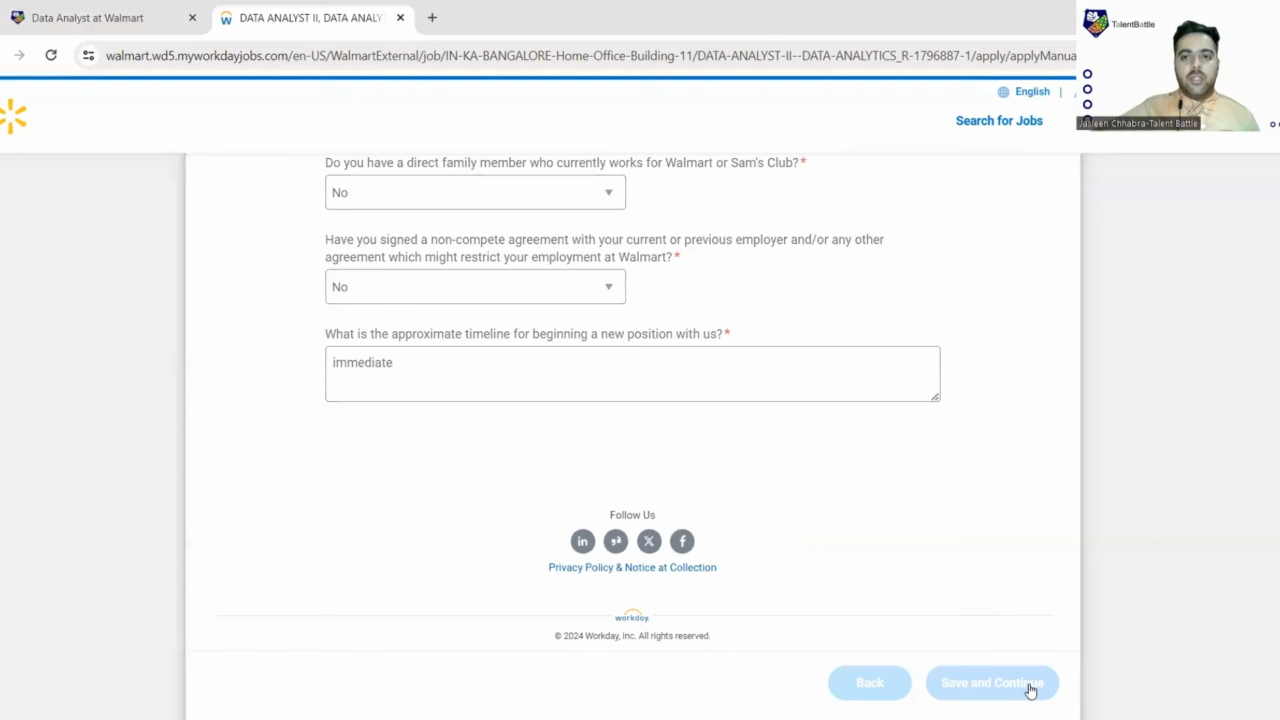 Data Analyst at Walmart
DATA ANALYST II, DATA ANALY
walmart.wd5.myworkdayjobs.com/en-US/WalmartExternal/job/IN-KA-BANGALORE-Home-Office-Building-11/DATA-ANALYST-II--DATA-ANALYTICS_R-1796887-1/apply/applyManua
TalentBattle
Jasleen Chhabra-Talent Battle
English |
Search for Jobs
Do you have a direct family member who currently works for Walmart or Sam's Club?*
No
Have you signed a non-compete agreement with your current or previous employer and/or any other
agreement which might restrict your employment at Walmart?*
No
What is the approximate timeline for beginning a new position with us?*
immediate
Follow Us
Privacy Policy & Notice at Collection
workday.
© 2024 Workday, Inc. All rights reserved.
Back
Save and Continue